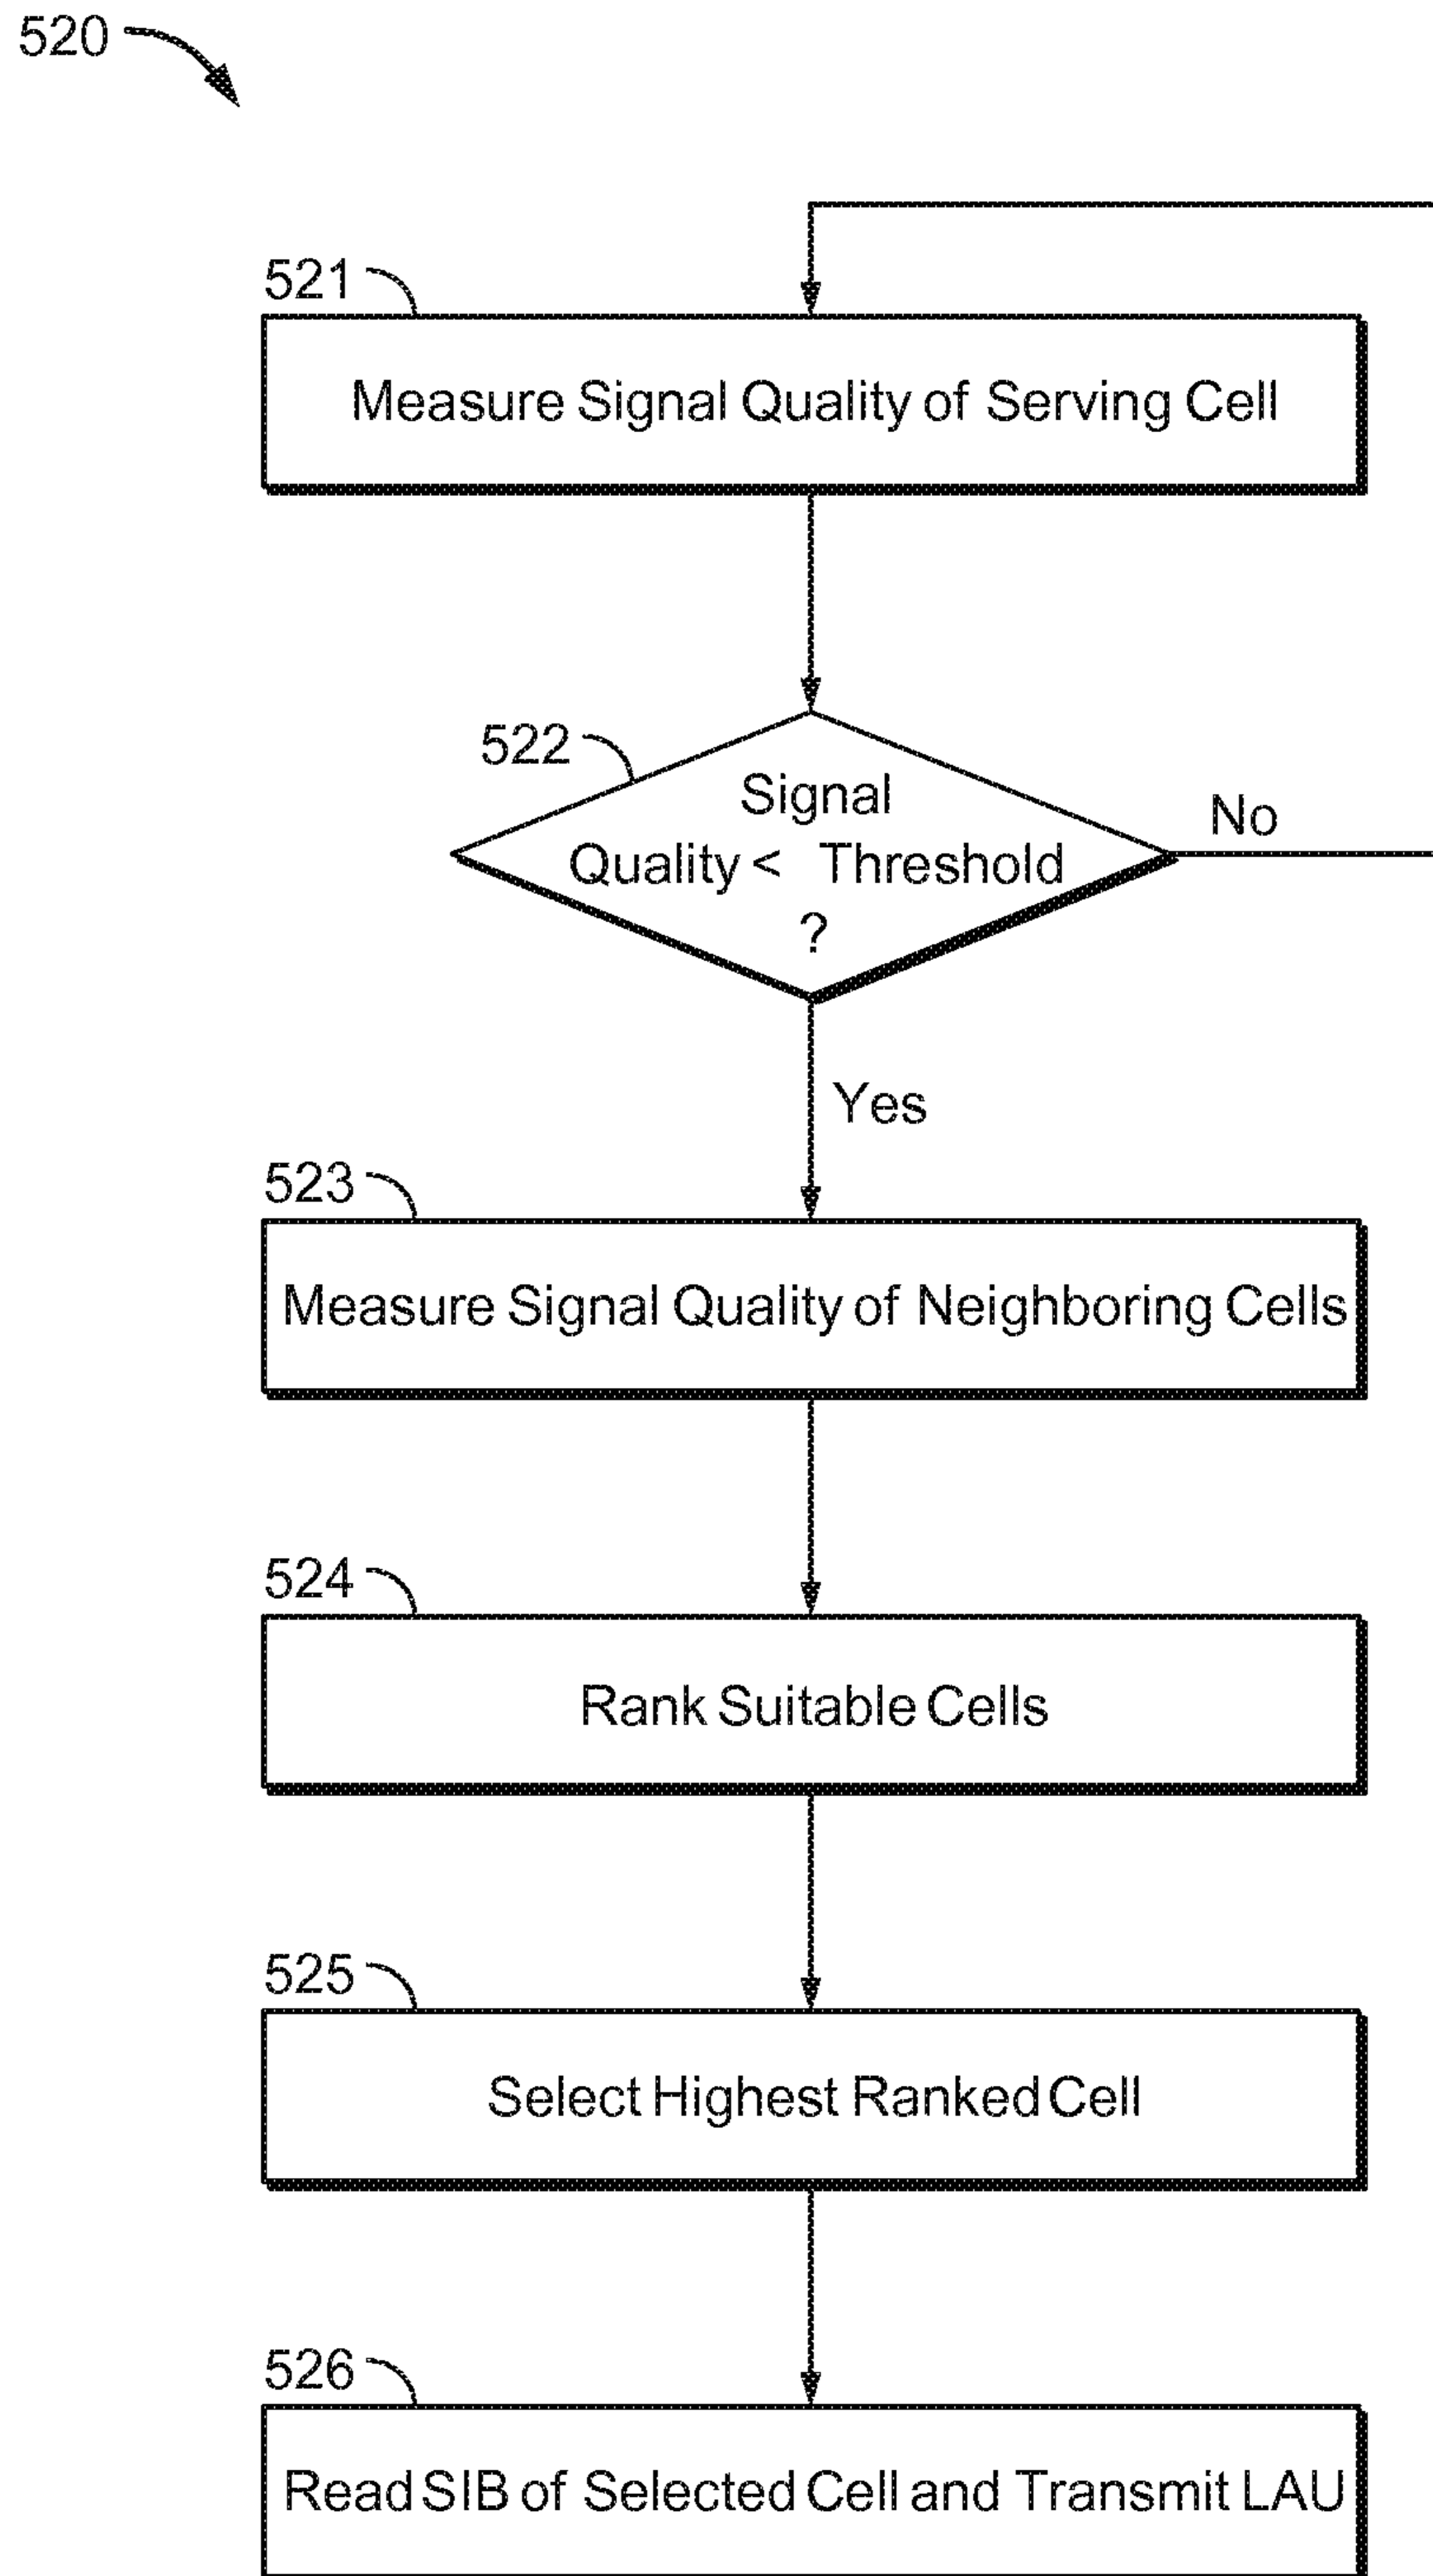 520
521
Measure Signal Quality of Serving Cell
522
Signal
Quality < Threshold
?
No
Yes
523
Measure Signal Quality of Neighboring Cells
524
Rank Suitable Cells
525
Select Highest Ranked Cell
526
Read SIB of Selected Cell and Transmit LAU